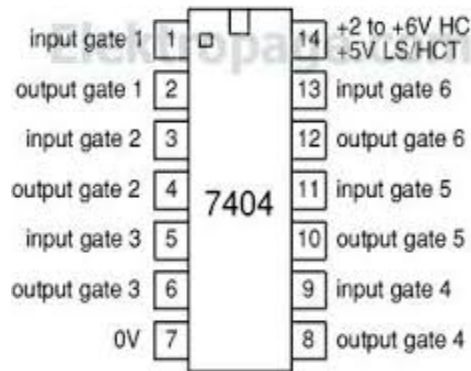 Elektropage.com
input gate 1 1 14 +2 to +6V HC
+5V LS/HCT
output gate 1 2 13 input gate 6
input gate 2 3 12 output gate 6
output gate 2 4 11 input gate 5
7404
input gate 3 5 10 output gate 5
output gate 3 6 9 input gate 4
0V 7 8 output gate 4